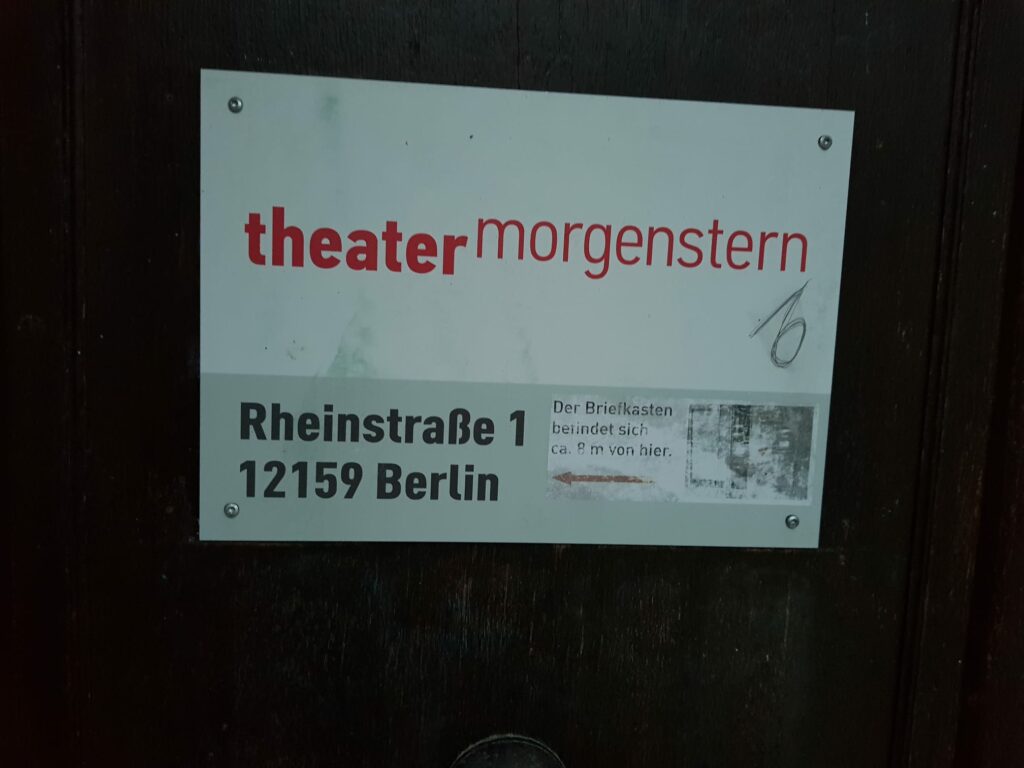 theater morgenstern
Rheinstraße 1
12159 Berlin
Der Briefkasten
befindet sich
ca. 8 m von hier.